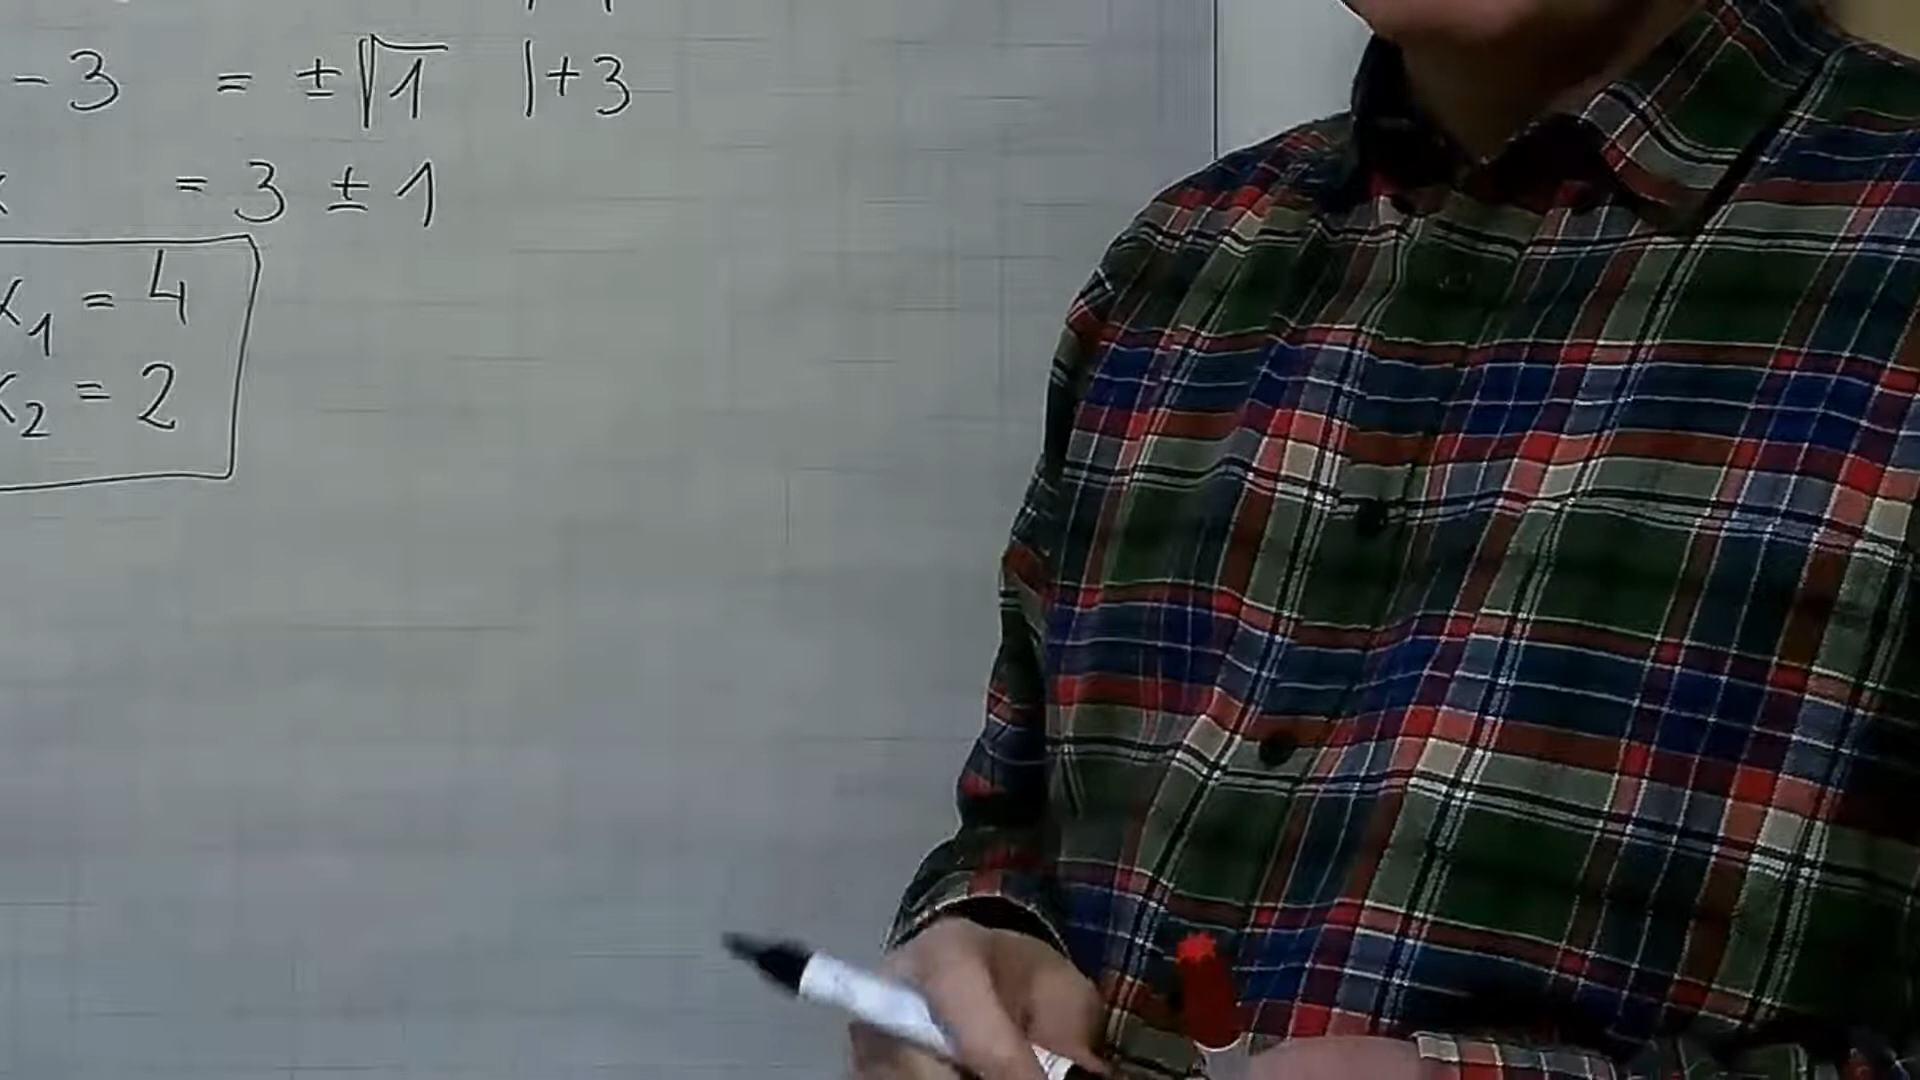 - 3 = ±√1 |+3
x = 3 ± 1
x₁ = 4
x₂ = 2